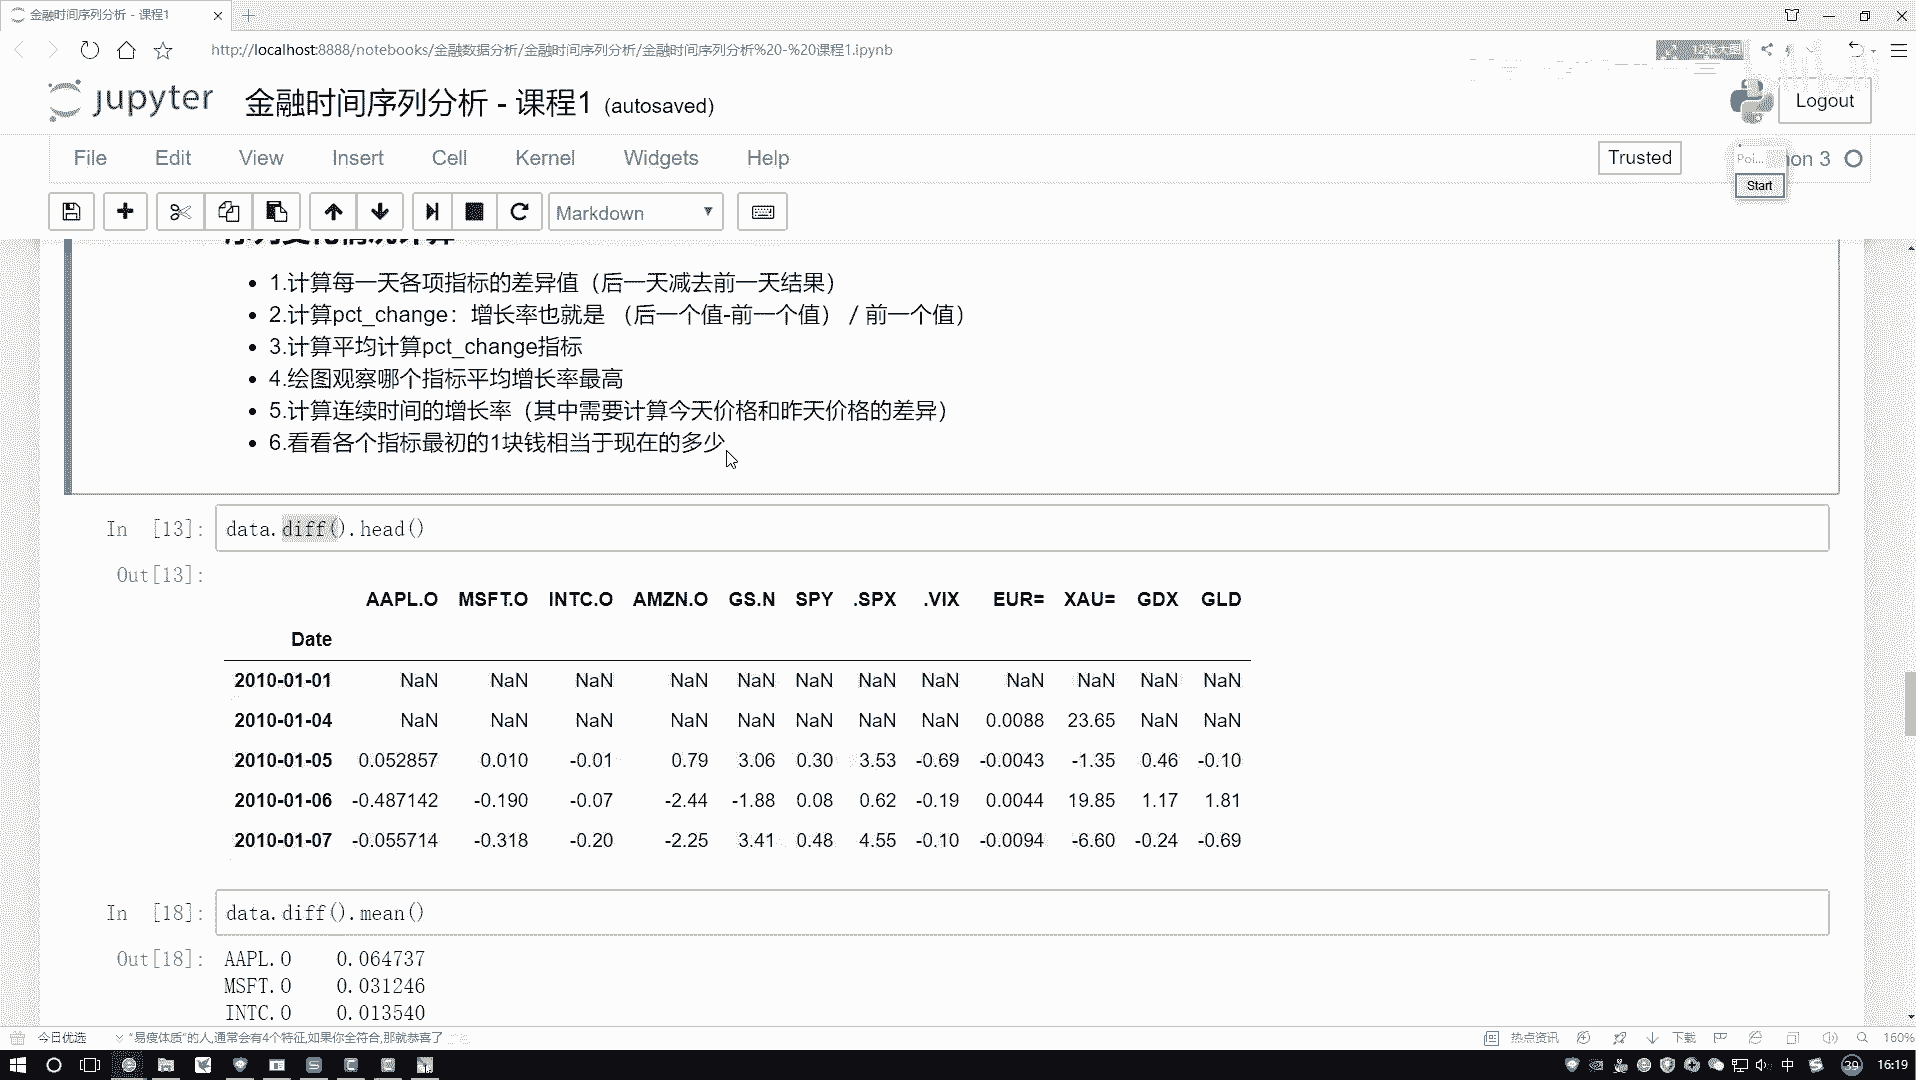 金融时间序列分析 - 课程1
http://localhost:8888/notebooks/金融数据分析/金融时间序列分析/金融时间序列分析%20-%20课程1.ipynb
12张大图
jupyter 金融时间序列分析 - 课程1 (autosaved)
Logout
File Edit View Insert Cell Kernel Widgets Help
Trusted
Poi... hon 3
Start
Markdown
1.计算每一天各项指标的差异值（后一天减去前一天结果）
2.计算pct_change：增长率也就是 （后一个值-前一个值）/ 前一个值）
3.计算平均计算pct_change指标
4.绘图观察哪个指标平均增长率最高
5.计算连续时间的增长率（其中需要计算今天价格和昨天价格的差异）
6.看看各个指标最初的1块钱相当于现在的多少
In [13]: data.diff().head()
Out[13]:
AAPL.O MSFT.O INTC.O AMZN.O GS.N SPY .SPX .VIX EUR= XAU= GDX GLD
Date
2010-01-01 NaN NaN NaN NaN NaN NaN NaN NaN NaN NaN NaN NaN
2010-01-04 NaN NaN NaN NaN NaN NaN NaN NaN 0.0088 23.65 NaN NaN
2010-01-05 0.052857 0.010 -0.01 0.79 3.06 0.30 3.53 -0.69 -0.0043 -1.35 0.46 -0.10
2010-01-06 -0.487142 -0.190 -0.07 -2.44 -1.88 0.08 0.62 -0.19 0.0044 19.85 1.17 1.81
2010-01-07 -0.055714 -0.318 -0.20 -2.25 3.41 0.48 4.55 -0.10 -0.0094 -6.60 -0.24 -0.69
In [18]: data.diff().mean()
Out[18]: AAPL.O 0.064737
MSFT.O 0.031246
INTC.O 0.013540
今日优选 “易瘦体质”的人,通常会有4个特征,如果你全符合,那就恭喜了
热点资讯 下载 160%
中 39 16:19